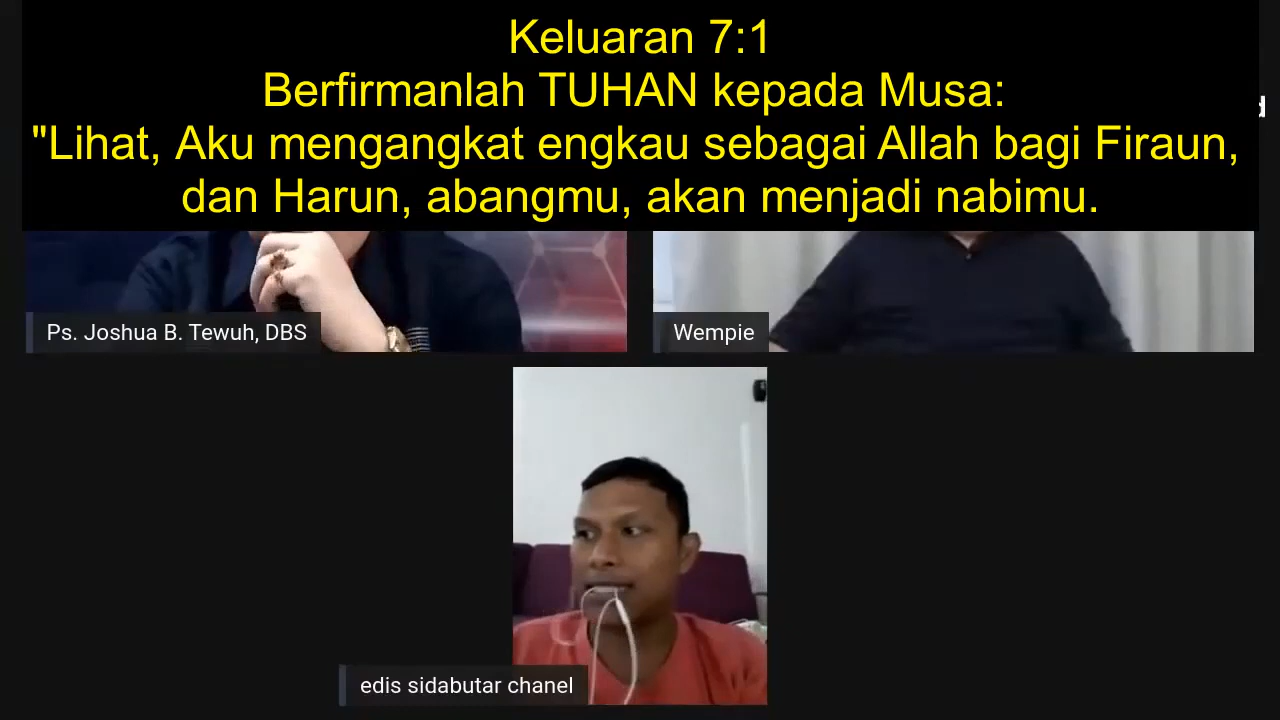 Keluaran 7:1
Berfirmanlah TUHAN kepada Musa:
"Lihat, Aku mengangkat engkau sebagai Allah bagi Firaun,
dan Harun, abangmu, akan menjadi nabimu.
Ps. Joshua B. Tewuh, DBS
Wempie
edis sidabutar chanel